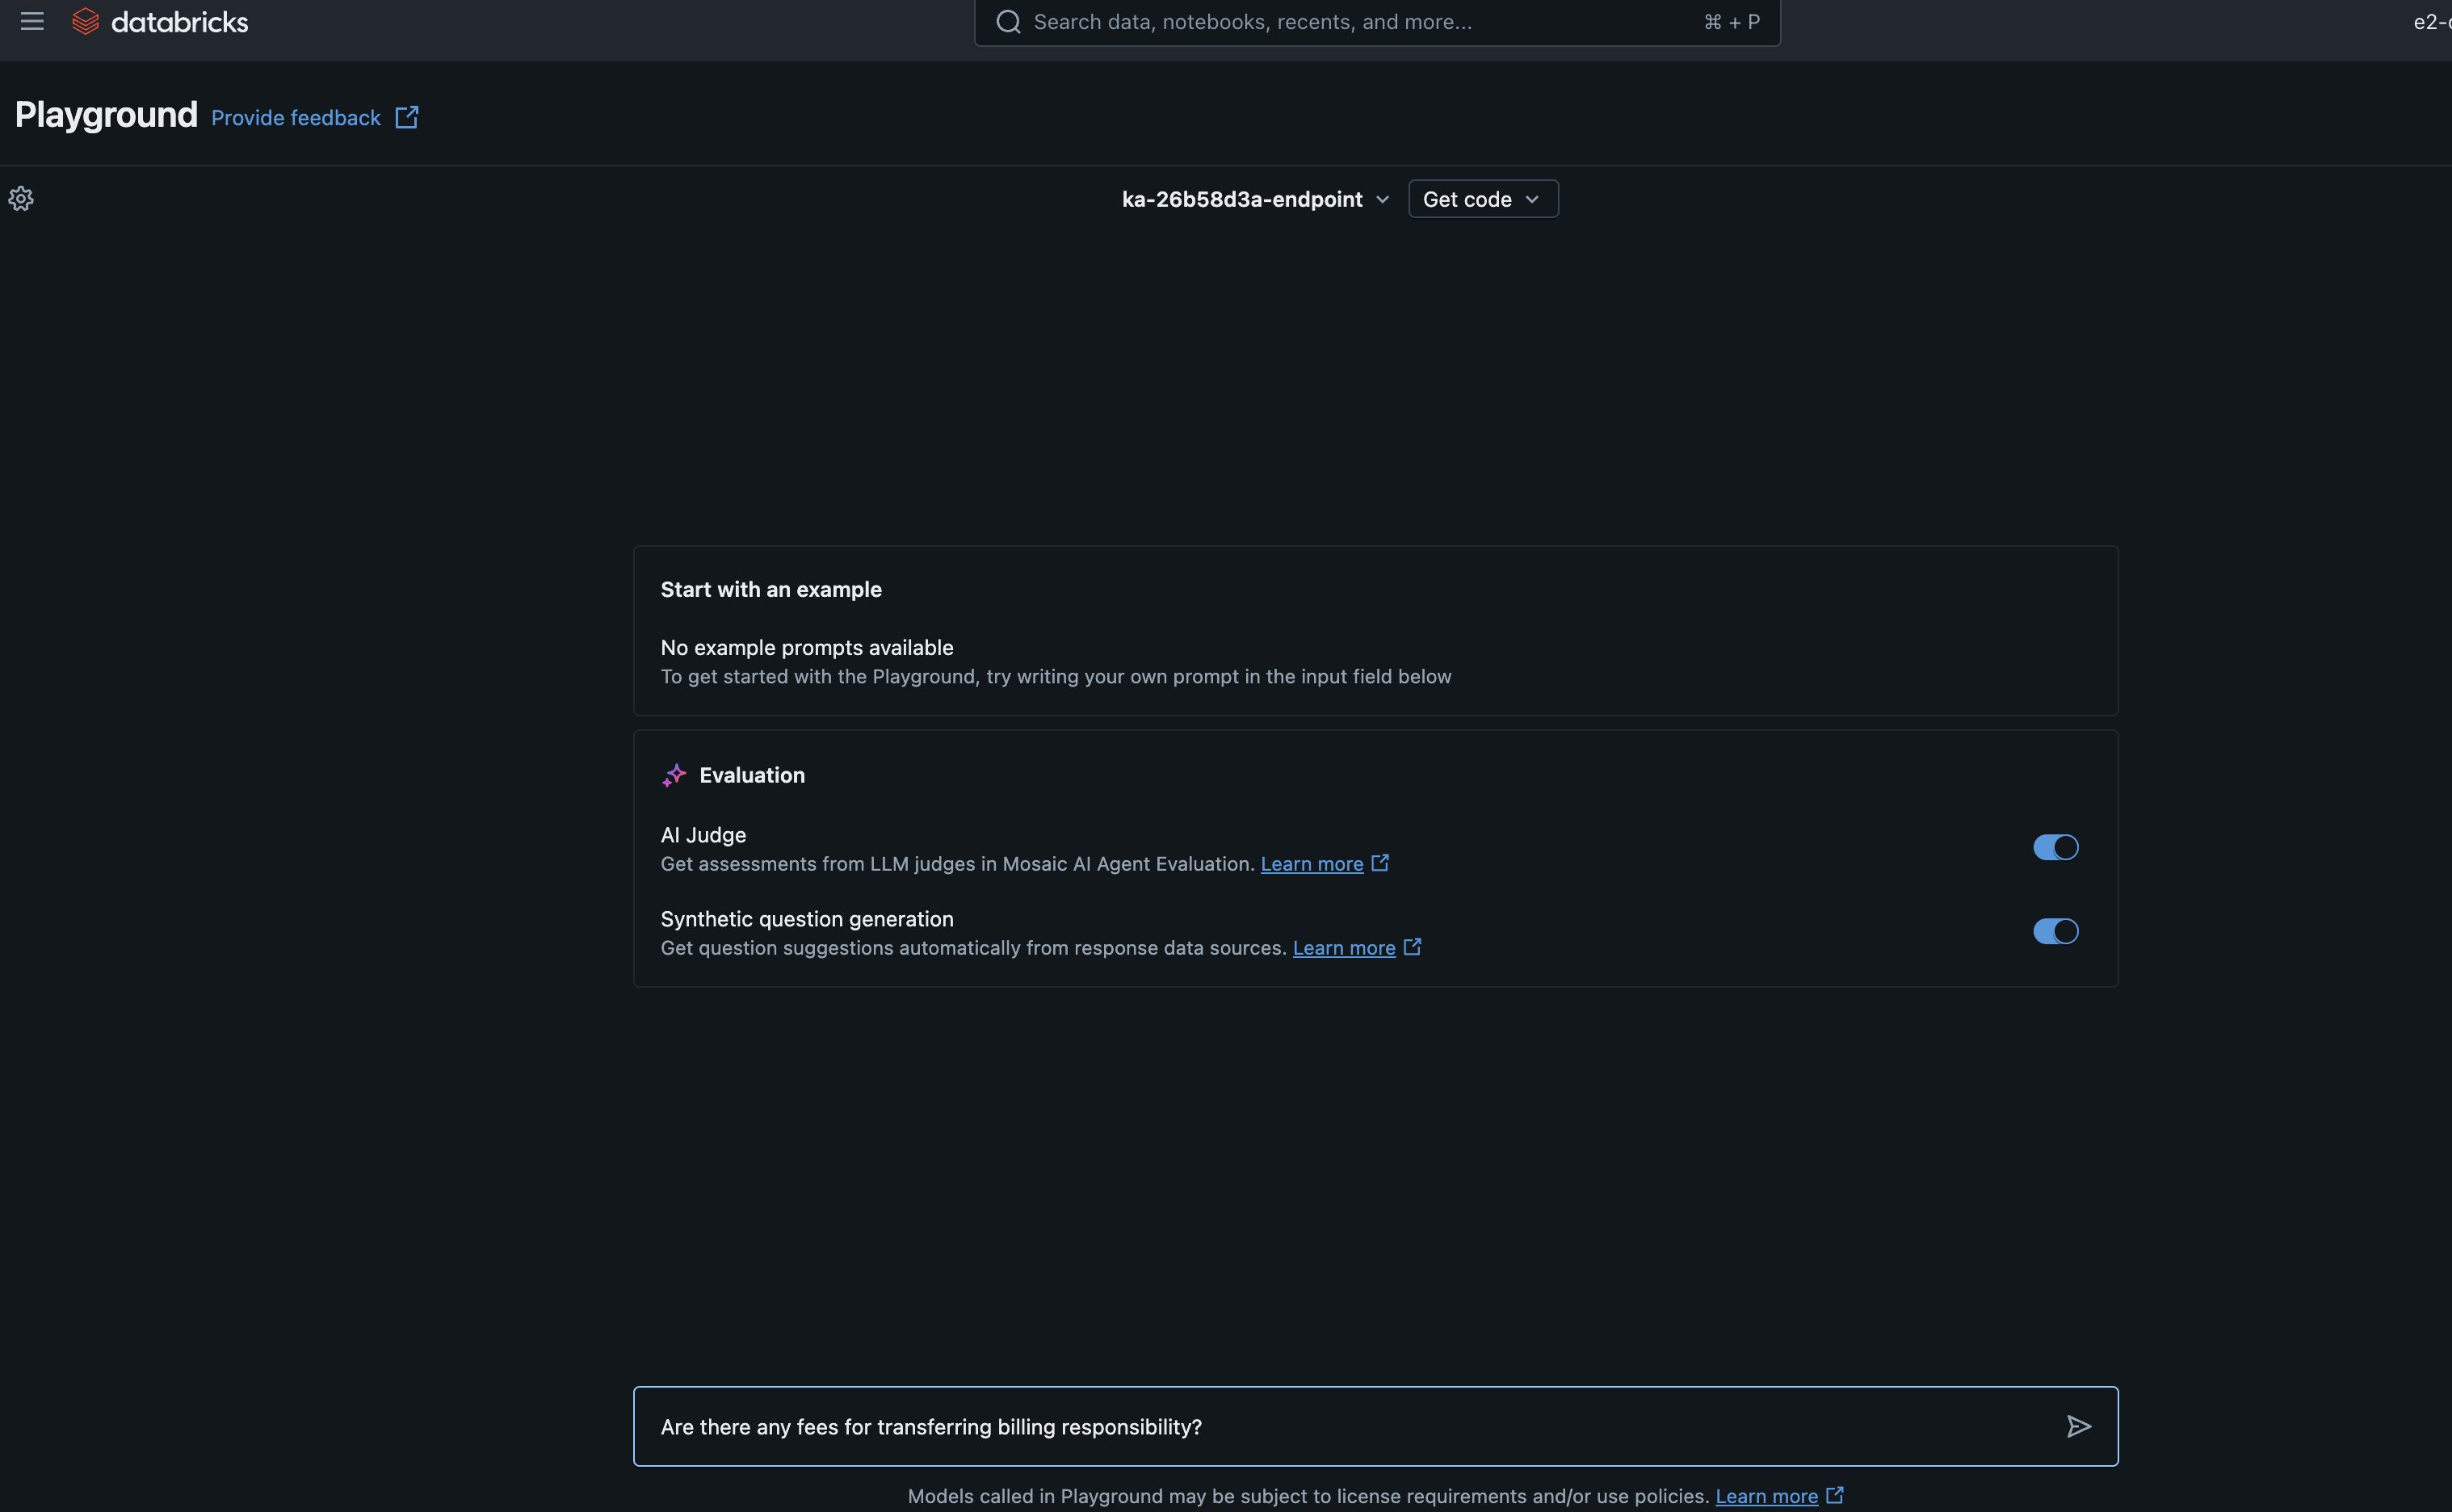 databricks
Search data, notebooks, recents, and more...
⌘ + P
e2-
Playground
Provide feedback
ka-26b58d3a-endpoint
Get code
Start with an example
No example prompts available
To get started with the Playground, try writing your own prompt in the input field below
Evaluation
AI Judge
Get assessments from LLM judges in Mosaic AI Agent Evaluation. Learn more
Synthetic question generation
Get question suggestions automatically from response data sources. Learn more
Are there any fees for transferring billing responsibility?
Models called in Playground may be subject to license requirements and/or use policies. Learn more